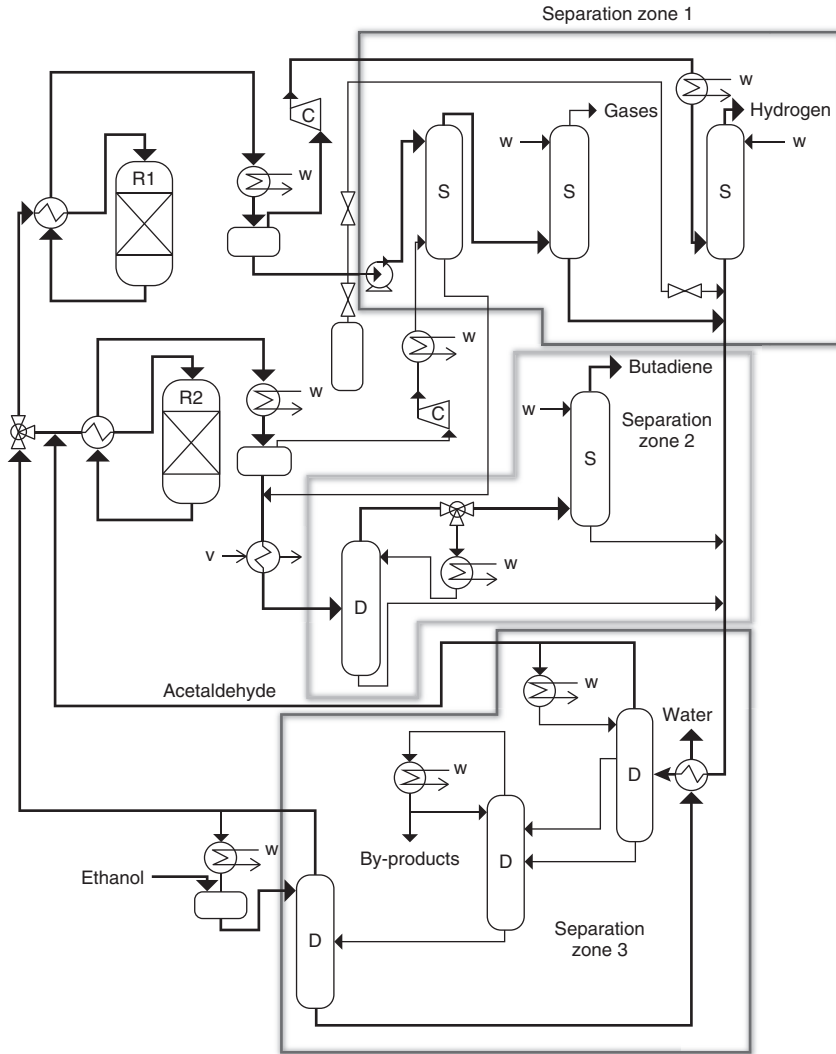 Separation zone 1
w
Hydrogen
Gases
C
w
w
R1
S
S
S
w
w
Butadiene
R2
w
C
w
Separation
zone 2
S
v
w
D
Acetaldehyde
w
Water
w
D
w
By-products
D
Ethanol
Separation
zone 3
D